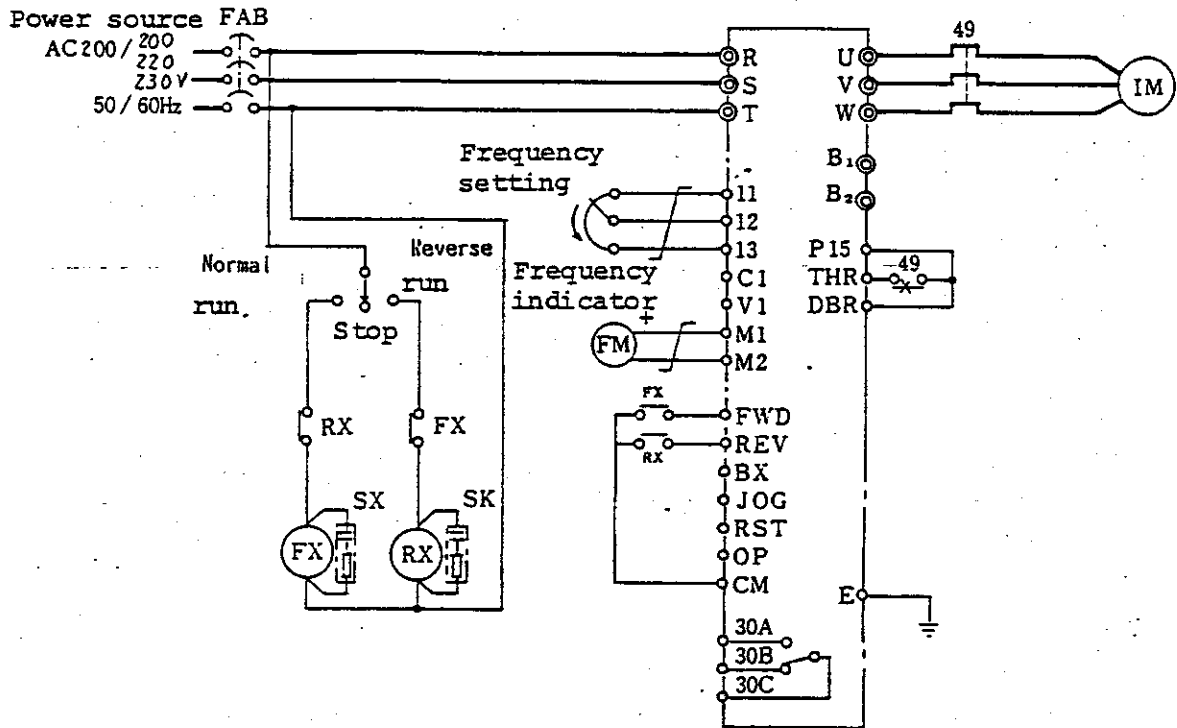 Power source FAB
AC200/200
220
230V
50/60Hz
R
S
T
U
V
W
49
IM
B1
B2
Frequency
setting
11
12
13
Frequency
indicator
C1
V1
+
FM
M1
M2
P15
THR
49
DBR
Normal
run.
Reverse
run
Stop
RX
FX
SX
SK
FX
RX
FX
FWD
RX
REV
BX
JOG
RST
OP
CM
E
30A
30B
30C